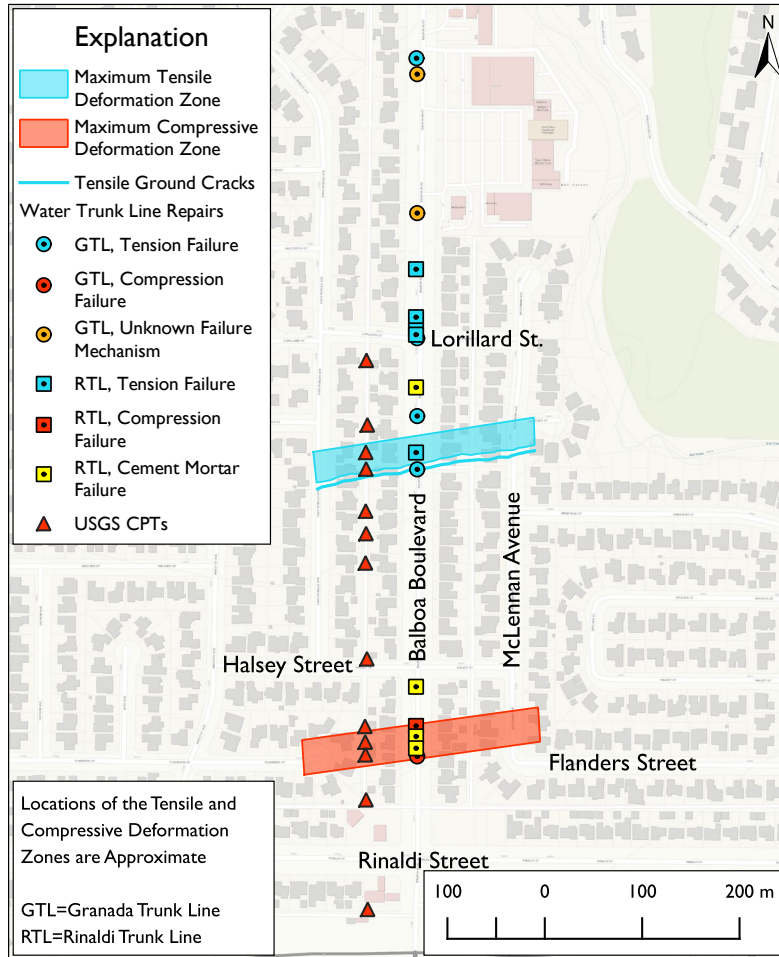 Explanation
Maximum Tensile
Deformation Zone
Maximum Compressive
Deformation Zone
Tensile Ground Cracks
Water Trunk Line Repairs
GTL, Tension Failure
GTL, Compression
Failure
GTL, Unknown Failure
Mechanism
RTL, Tension Failure
RTL, Compression
Failure
RTL, Cement Mortar
Failure
USGS CPTs
N
Lorillard St.
Balboa Boulevard
McLennan Avenue
Halsey Street
Flanders Street
Rinaldi Street
Locations of the Tensile and
Compressive Deformation
Zones are Approximate
GTL=Granada Trunk Line
RTL=Rinaldi Trunk Line
100 0 100 200 m